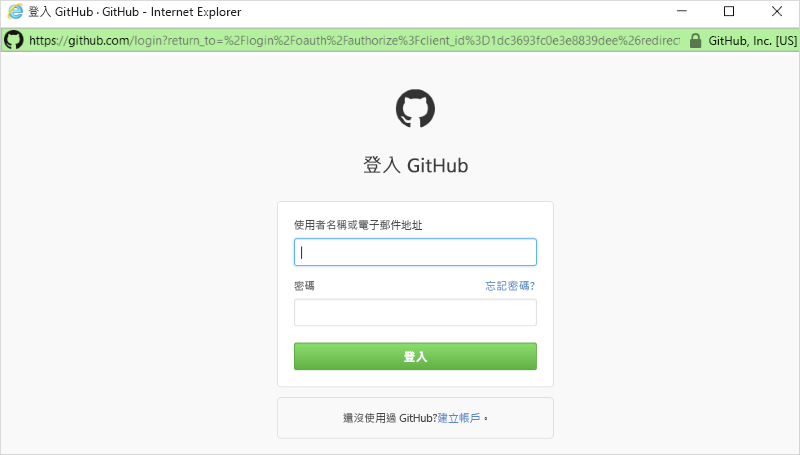 登入 GitHub · GitHub - Internet Explorer
https://github.com/login?return_to=%2Flogin%2Foauth%2Fauthorize%3Fclient_id%3D1dc3693fc0e3e8839dee%26redirect GitHub, Inc. [US]
登入 GitHub
使用者名稱或電子郵件地址
密碼 忘記密碼?
登入
還沒使用過 GitHub?建立帳戶。